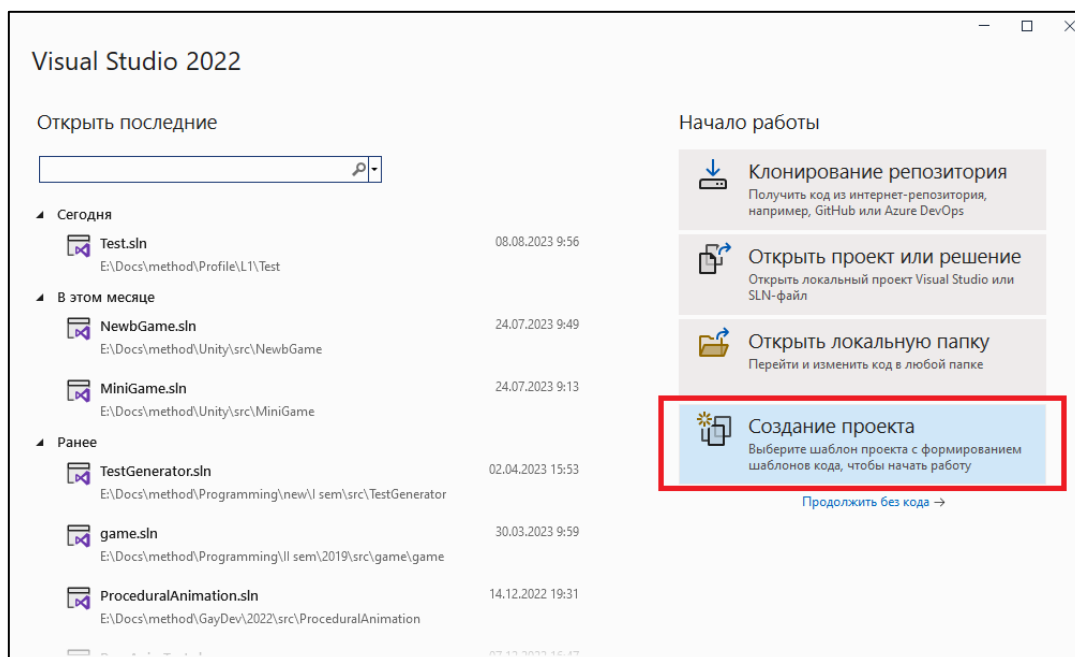 Visual Studio 2022
Открыть последние
Сегодня
Test.sln
08.08.2023 9:56
E:\Docs\method\Profile\L1\Test
В этом месяце
NewbGame.sln
24.07.2023 9:49
E:\Docs\method\Unity\src\NewbGame
MiniGame.sln
24.07.2023 9:13
E:\Docs\method\Unity\src\MiniGame
Ранее
TestGenerator.sln
02.04.2023 15:53
E:\Docs\method\Programming\new\I sem\src\TestGenerator
game.sln
30.03.2023 9:59
E:\Docs\method\Programming\II sem\2019\src\game\game
ProceduralAnimation.sln
14.12.2022 19:31
E:\Docs\method\GayDev\2022\src\ProceduralAnimation
Начало работы
Клонирование репозитория
Получить код из интернет-репозитория,
например, GitHub или Azure DevOps
Открыть проект или решение
Открыть локальный проект Visual Studio или
SLN-файл
Открыть локальную папку
Перейти и изменить код в любой папке
Создание проекта
Выберите шаблон проекта с формированием
шаблонов кода, чтобы начать работу
Продолжить без кода →